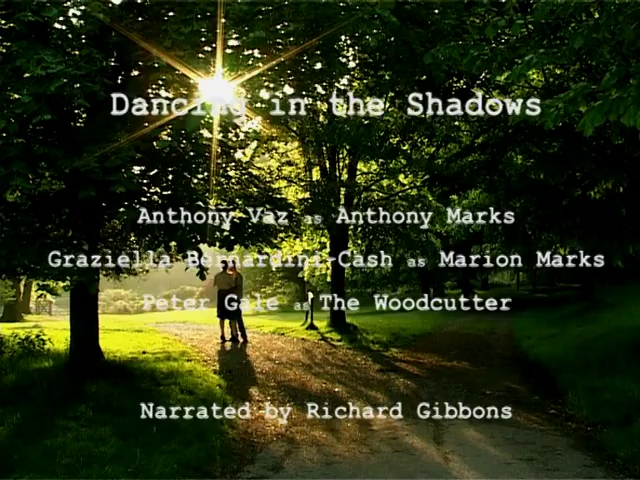 Dancing in the Shadows
Anthony Vaz as Anthony Marks
Graziella Bernardini-Cash as Marion Marks
Peter Gale as The Woodcutter
Narrated by Richard Gibbons